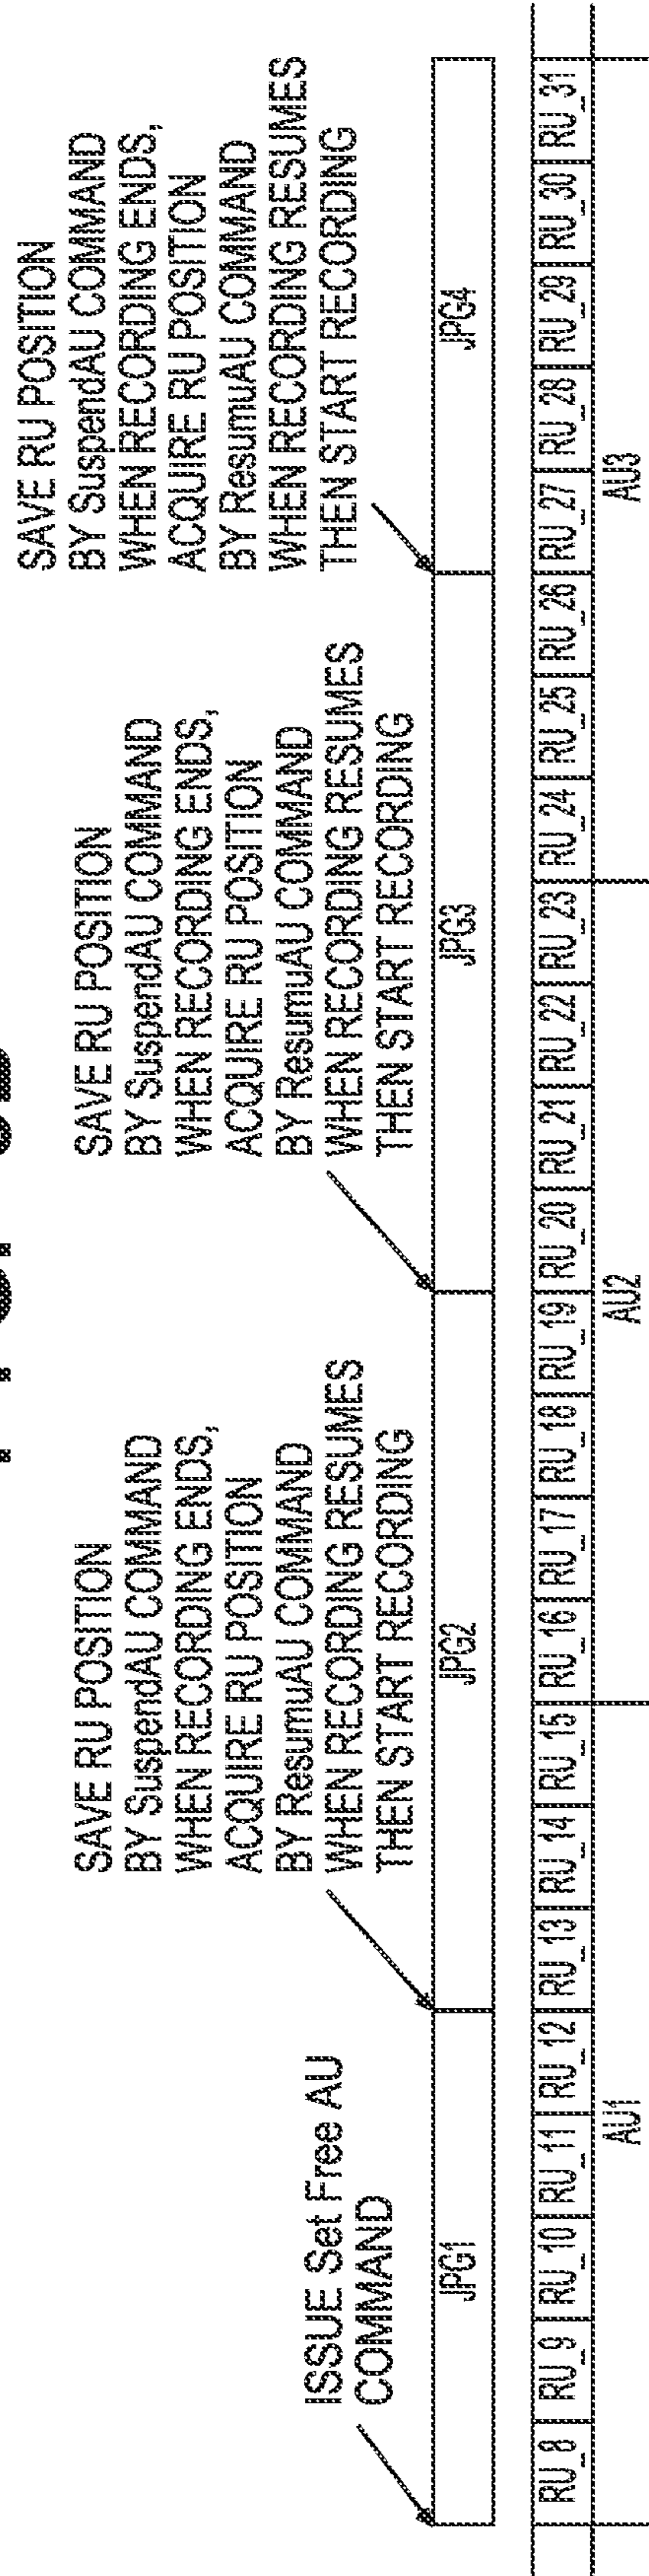 ISSUE Set Free AU
COMMAND
SAVE RU POSITION
BY SuspendAU COMMAND
WHEN RECORDING ENDS,
ACQUIRE RU POSITION
BY ResumuAU COMMAND
WHEN RECORDING RESUMES
THEN START RECORDING
SAVE RU POSITION
BY SuspendAU COMMAND
WHEN RECORDING ENDS,
ACQUIRE RU POSITION
BY ResumuAU COMMAND
WHEN RECORDING RESUMES
THEN START RECORDING
SAVE RU POSITION
BY SuspendAU COMMAND
WHEN RECORDING ENDS,
ACQUIRE RU POSITION
BY ResumuAU COMMAND
WHEN RECORDING RESUMES
THEN START RECORDING
JPG1 JPG2 JPG3 JPG4
RU_8 RU_9 RU_10 RU_11 RU_12 RU_13 RU_14 RU_15 RU_16 RU_17 RU_18 RU_19 RU_20 RU_21 RU_22 RU_23 RU_24 RU_25 RU_26 RU_27 RU_28 RU_29 RU_30 RU_31
AU1 AU2 AU3